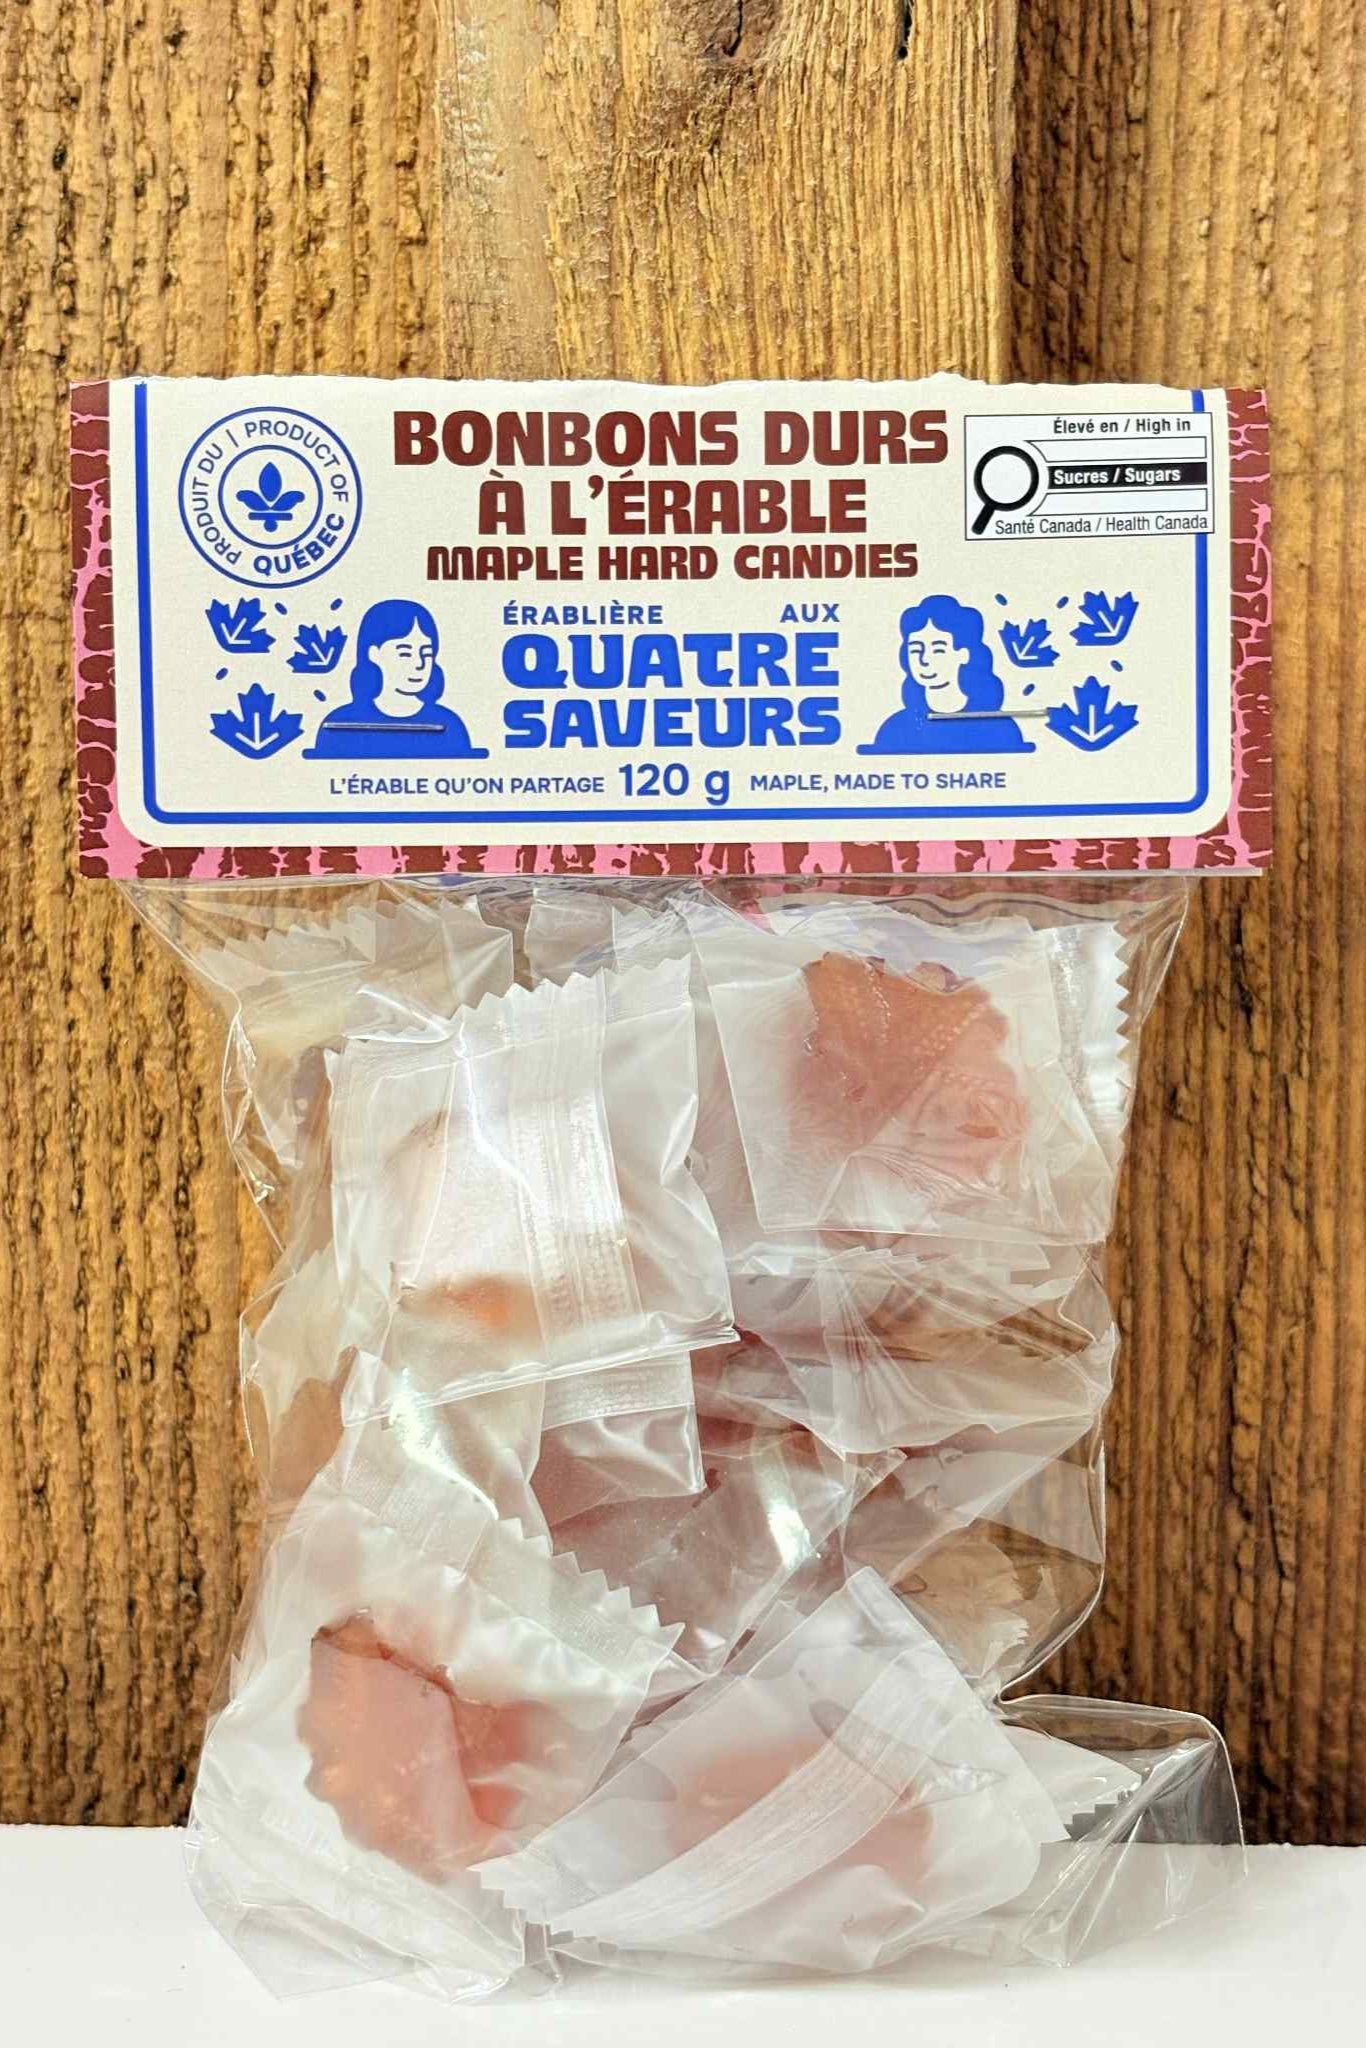 PRODUIT DU | PRODUCT OF
QUÉBEC
BONBONS DURS
À L'ÉRABLE
MAPLE HARD CANDIES
Élevé en / High in
Sucres / Sugars
Santé Canada / Health Canada
ÉRABLIÈRE AUX
QUATRE
SAVEURS
L'ÉRABLE QU'ON PARTAGE 120 g MAPLE, MADE TO SHARE